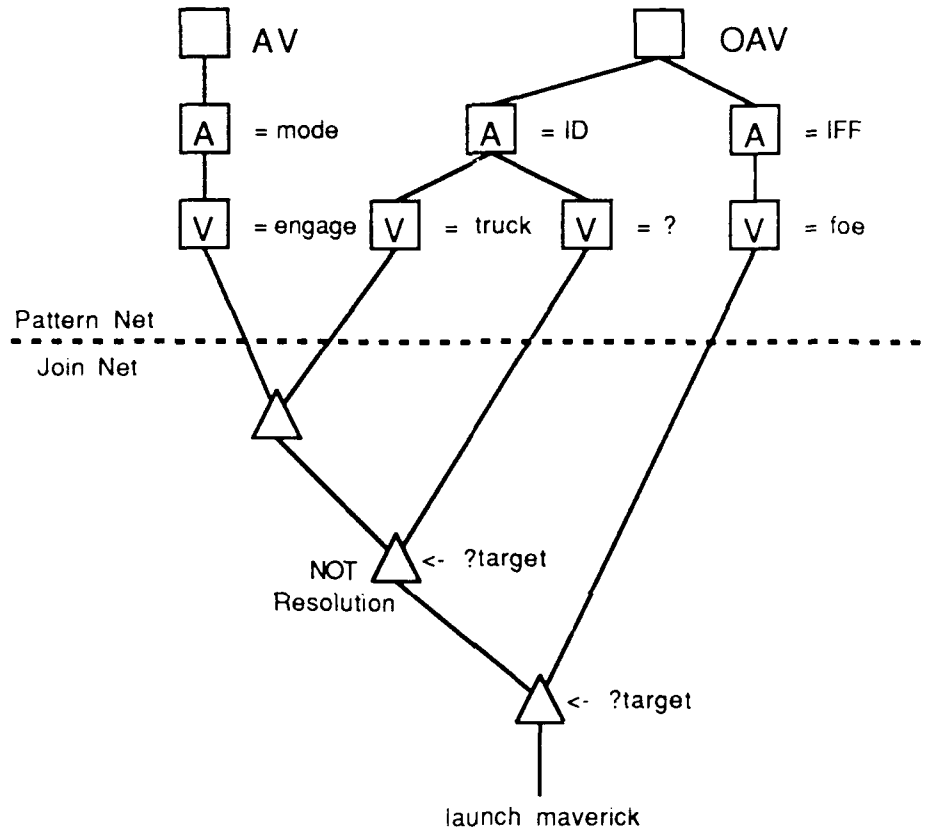 AV
OAV
A = mode
A = ID
A = IFF
V = engage
V = truck
V = ?
V = foe
Pattern Net
Join Net
<- ?target
NOT
Resolution
<- ?target
launch maverick